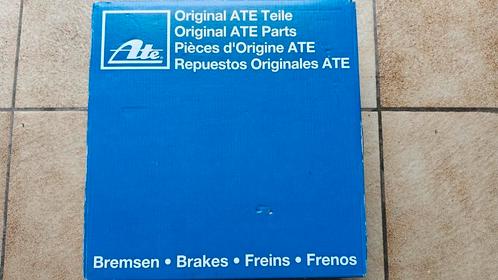 Ate
Original ATE Teile
Original ATE Parts
Pièces d'Origine ATE
Repuestos Originales ATE
Bremsen • Brakes • Freins • Frenos